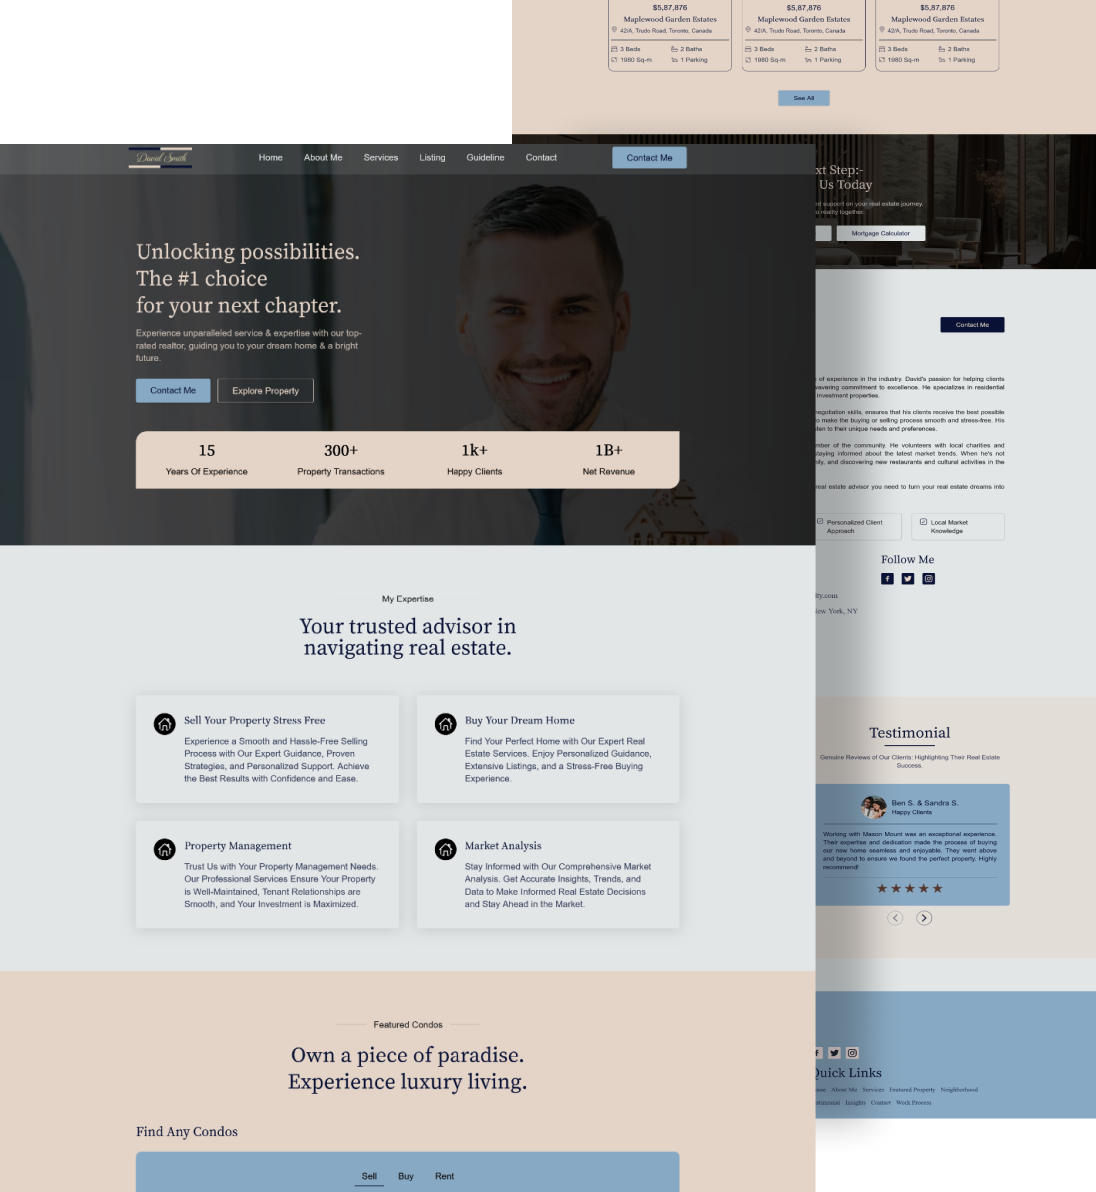 $5,87,876
Maplewood Garden Estates
42/A, Trudo Road, Toronto, Canada
3 Beds
2 Baths
1980 Sq-m
1 Parking
$5,87,876
Maplewood Garden Estates
42/A, Trudo Road, Toronto, Canada
3 Beds
2 Baths
1980 Sq-m
1 Parking
$5,87,876
Maplewood Garden Estates
42/A, Trudo Road, Toronto, Canada
3 Beds
2 Baths
1980 Sq-m
1 Parking
See All
David Smith
Home
About Me
Services
Listing
Guideline
Contact
Contact Me
Unlocking possibilities.
The #1 choice
for your next chapter.
Experience unparalleled service & expertise with our top-
rated realtor, guiding you to your dream home & a bright
future.
Contact Me
Explore Property
15
Years Of Experience
300+
Property Transactions
1k+
Happy Clients
1B+
Net Revenue
My Expertise
Your trusted advisor in
navigating real estate.
Sell Your Property Stress Free
Experience a Smooth and Hassle-Free Selling
Process with Our Expert Guidance, Proven
Strategies, and Personalized Support. Achieve
the Best Results with Confidence and Ease.
Buy Your Dream Home
Find Your Perfect Home with Our Expert Real
Estate Services. Enjoy Personalized Guidance,
Extensive Listings, and a Stress-Free Buying
Experience.
Property Management
Trust Us with Your Property Management Needs.
Our Professional Services Ensure Your Property
is Well-Maintained, Tenant Relationships are
Smooth, and Your Investment is Maximized.
Market Analysis
Stay Informed with Our Comprehensive Market
Analysis. Get Accurate Insights, Trends, and
Data to Make Informed Real Estate Decisions
and Stay Ahead in the Market.
Featured Condos
Own a piece of paradise.
Experience luxury living.
Find Any Condos
Sell
Buy
Rent
xt Step:-
Us Today
support on your real estate journey.
reality together.
Mortgage Calculator
Contact Me
of experience in the industry. David's passion for helping clients
wavering commitment to excellence. He specializes in residential
investment properties.
negotiation skills, ensures that his clients receive the best possible
make the buying or selling process smooth and stress-free. His
listen to their unique needs and preferences.
mber of the community. He volunteers with local charities and
staying informed about the latest market trends. When he's not
and discovering new restaurants and cultural activities in the
real estate advisor you need to turn your real estate dreams into
Personalized Client
Approach
Local Market
Knowledge
Follow Me
lty.com
New York, NY
Testimonial
Genuine Reviews of Our Clients: Highlighting Their Real Estate
Success.
Ben S. & Sandra S.
Happy Clients
Working with Mason Mount was an exceptional experience.
Their expertise and dedication made the process of buying
our new home seamless and enjoyable. They went above
and beyond to ensure we found the perfect property. Highly
recommend!
Quick Links
About Me
Services
Featured Property
Neighborhood
Insights
Contact
Work Process